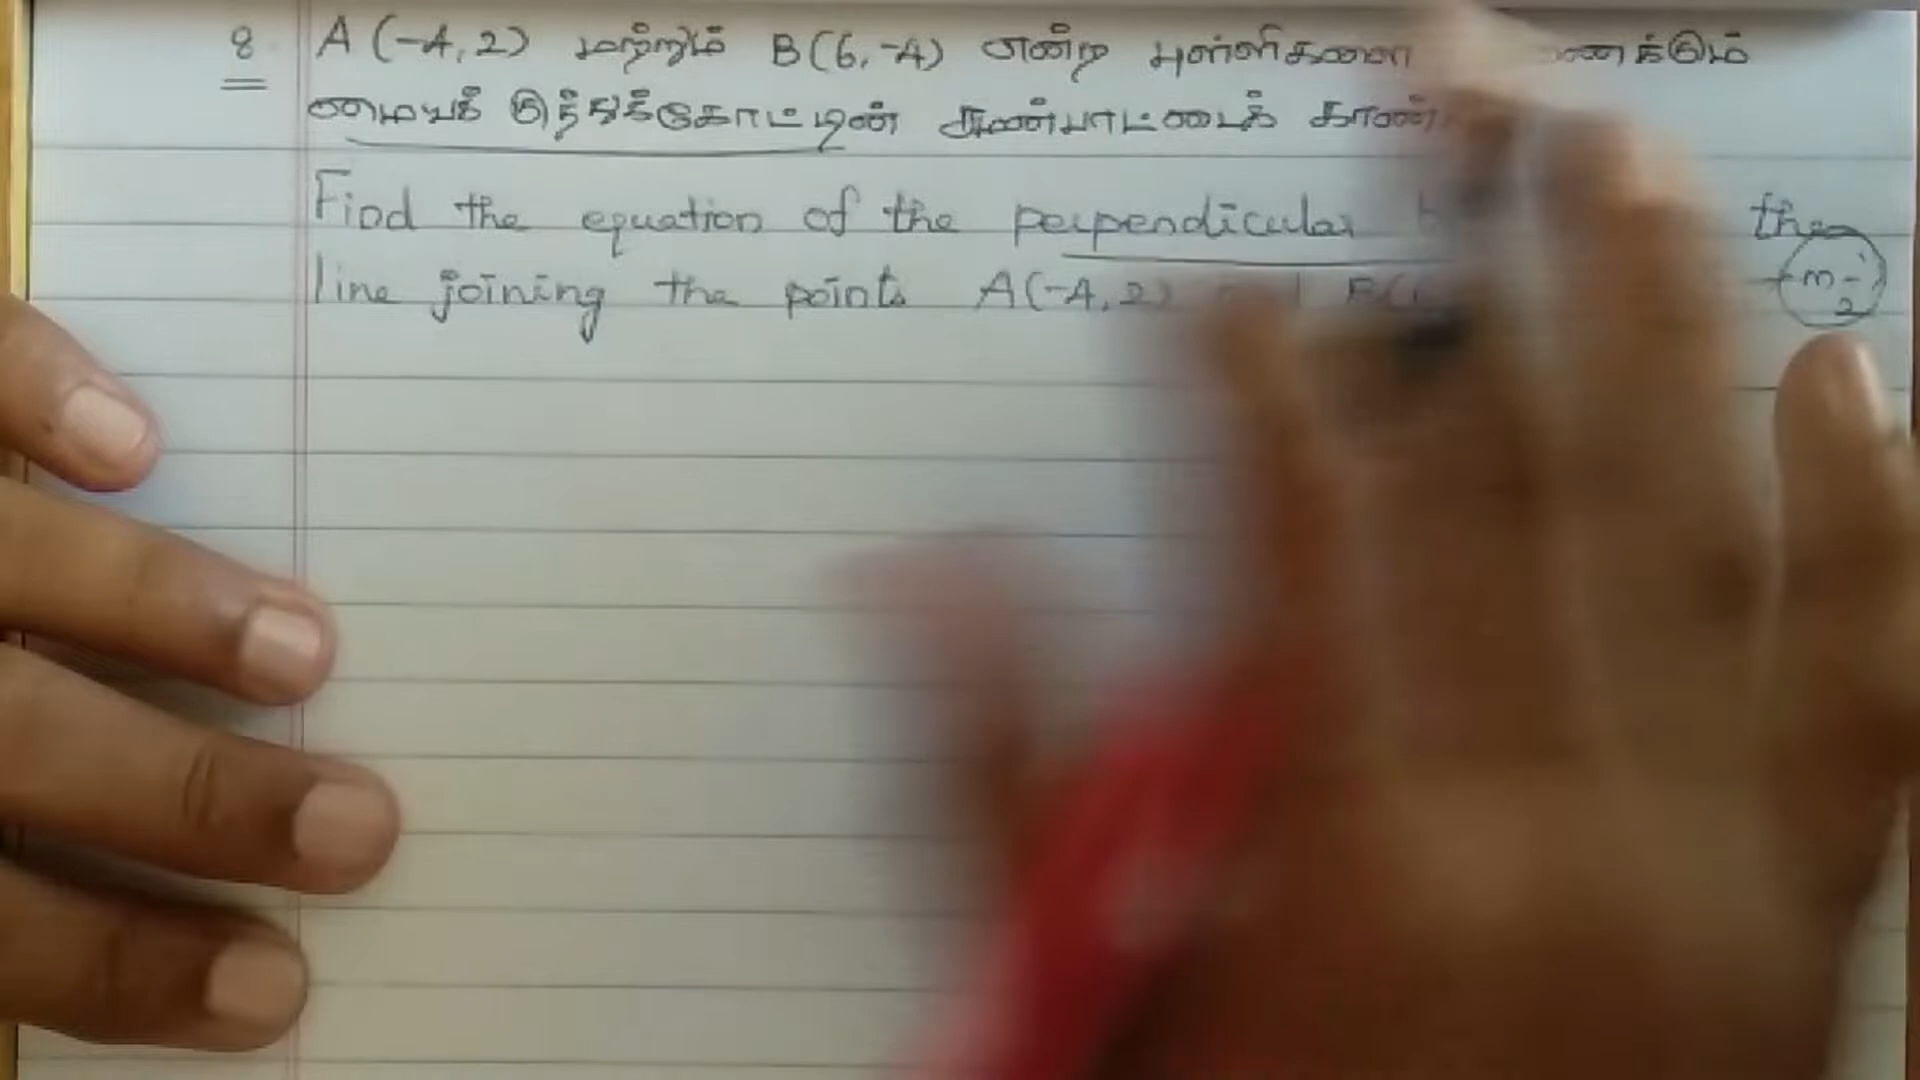 8 A (-4, 2) மற்றும் B(6, -4) என்ற புள்ளிகளை
மையக் குத்துக்கோட்டின் சமன்பாட்டைக்
Find the equation of the perpendicular the
line joining the points A(-4, 2)
m-
2